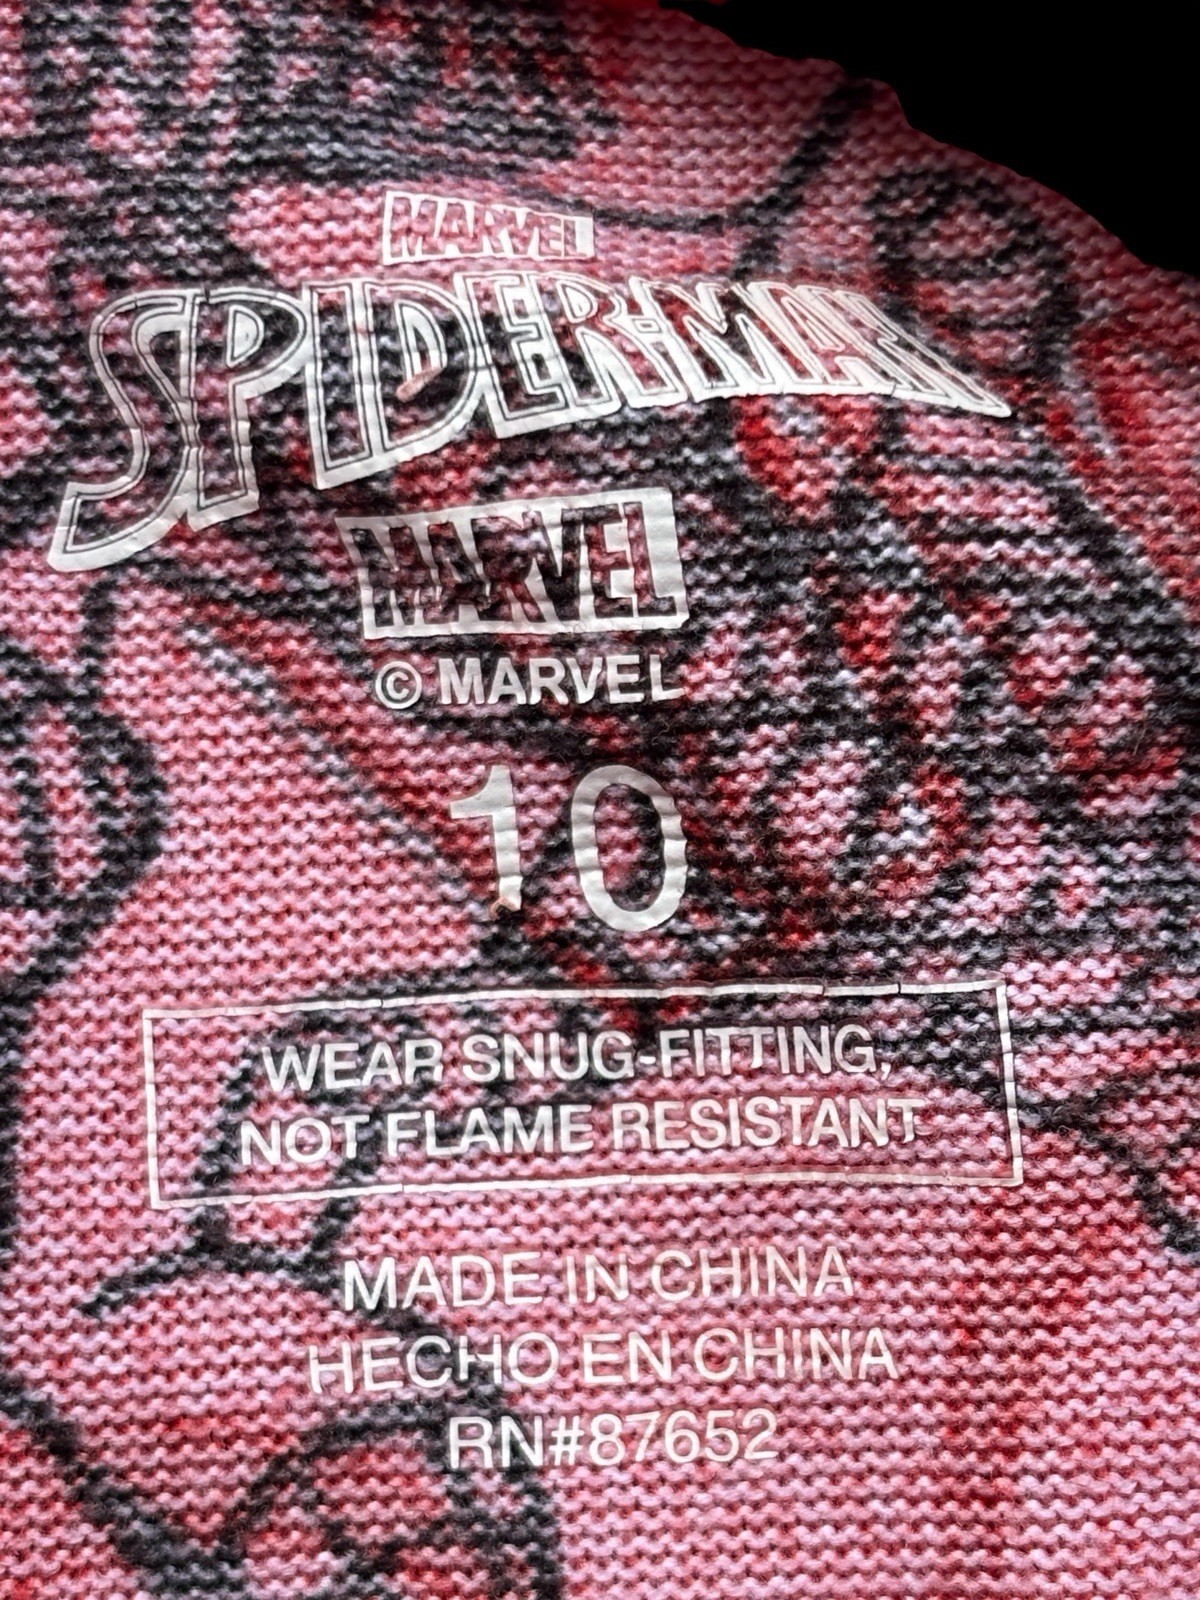 MARVEL
SPIDER-MAN
MARVEL
© MARVEL
10
WEAR SNUG-FITTING,
NOT FLAME RESISTANT
MADE IN CHINA
HECHO EN CHINA
RN#87652